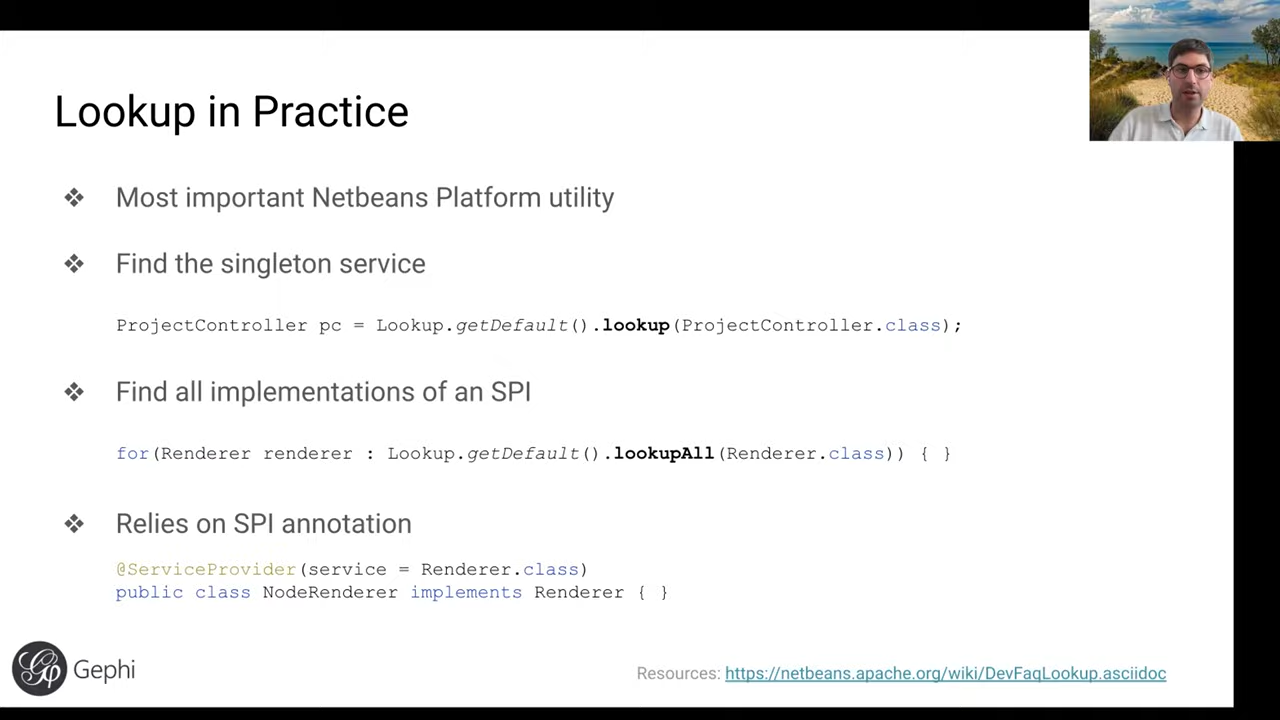 Lookup in Practice
❖ Most important Netbeans Platform utility
❖ Find the singleton service
ProjectController pc = Lookup.getDefault().lookup(ProjectController.class);
❖ Find all implementations of an SPI
for(Renderer renderer : Lookup.getDefault().lookupAll(Renderer.class)) { }
❖ Relies on SPI annotation
@ServiceProvider(service = Renderer.class)
public class NodeRenderer implements Renderer { }
Gephi
Resources: https://netbeans.apache.org/wiki/DevFaqLookup.asciidoc